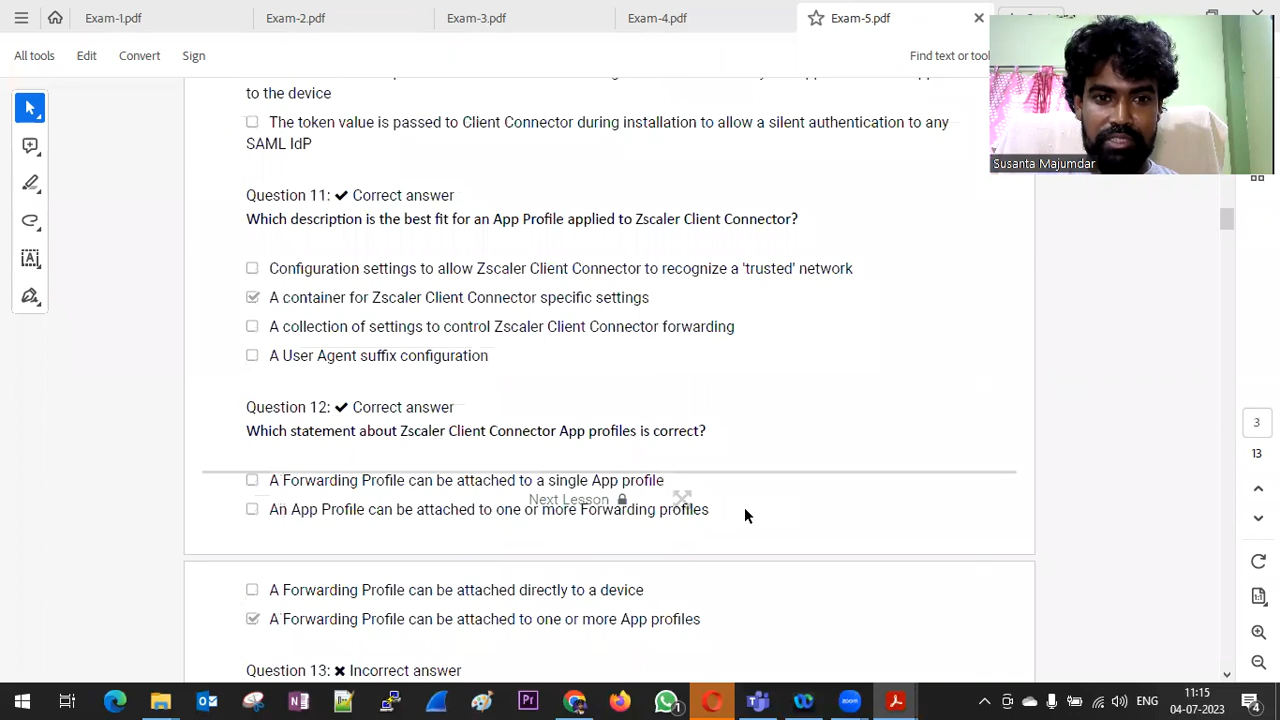 Exam-1.pdf
Exam-2.pdf
Exam-3.pdf
Exam-4.pdf
Exam-5.pdf
All tools
Edit
Convert
Sign
Find text or tool
to the device
The token value is passed to Client Connector during installation to allow a silent authentication to any
SAML IdP
Question 11: ✔ Correct answer
Which description is the best fit for an App Profile applied to Zscaler Client Connector?
Configuration settings to allow Zscaler Client Connector to recognize a 'trusted' network
A container for Zscaler Client Connector specific settings
A collection of settings to control Zscaler Client Connector forwarding
A User Agent suffix configuration
Question 12: ✔ Correct answer
Which statement about Zscaler Client Connector App profiles is correct?
A Forwarding Profile can be attached to a single App profile
Next Lesson
An App Profile can be attached to one or more Forwarding profiles
A Forwarding Profile can be attached directly to a device
A Forwarding Profile can be attached to one or more App profiles
Question 13: ✖ Incorrect answer
Susanta Majumdar
3
13
1:1
Pr
1
ENG
11:15
04-07-2023
4